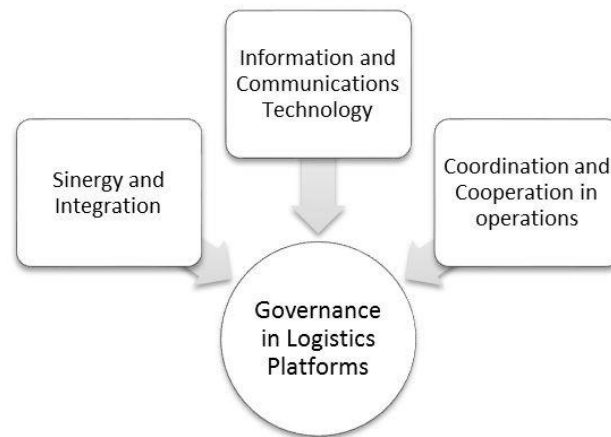 Information and
Communications
Technology
Sinergy and
Integration
Coordination and
Cooperation in
operations
Governance
in Logistics
Platforms